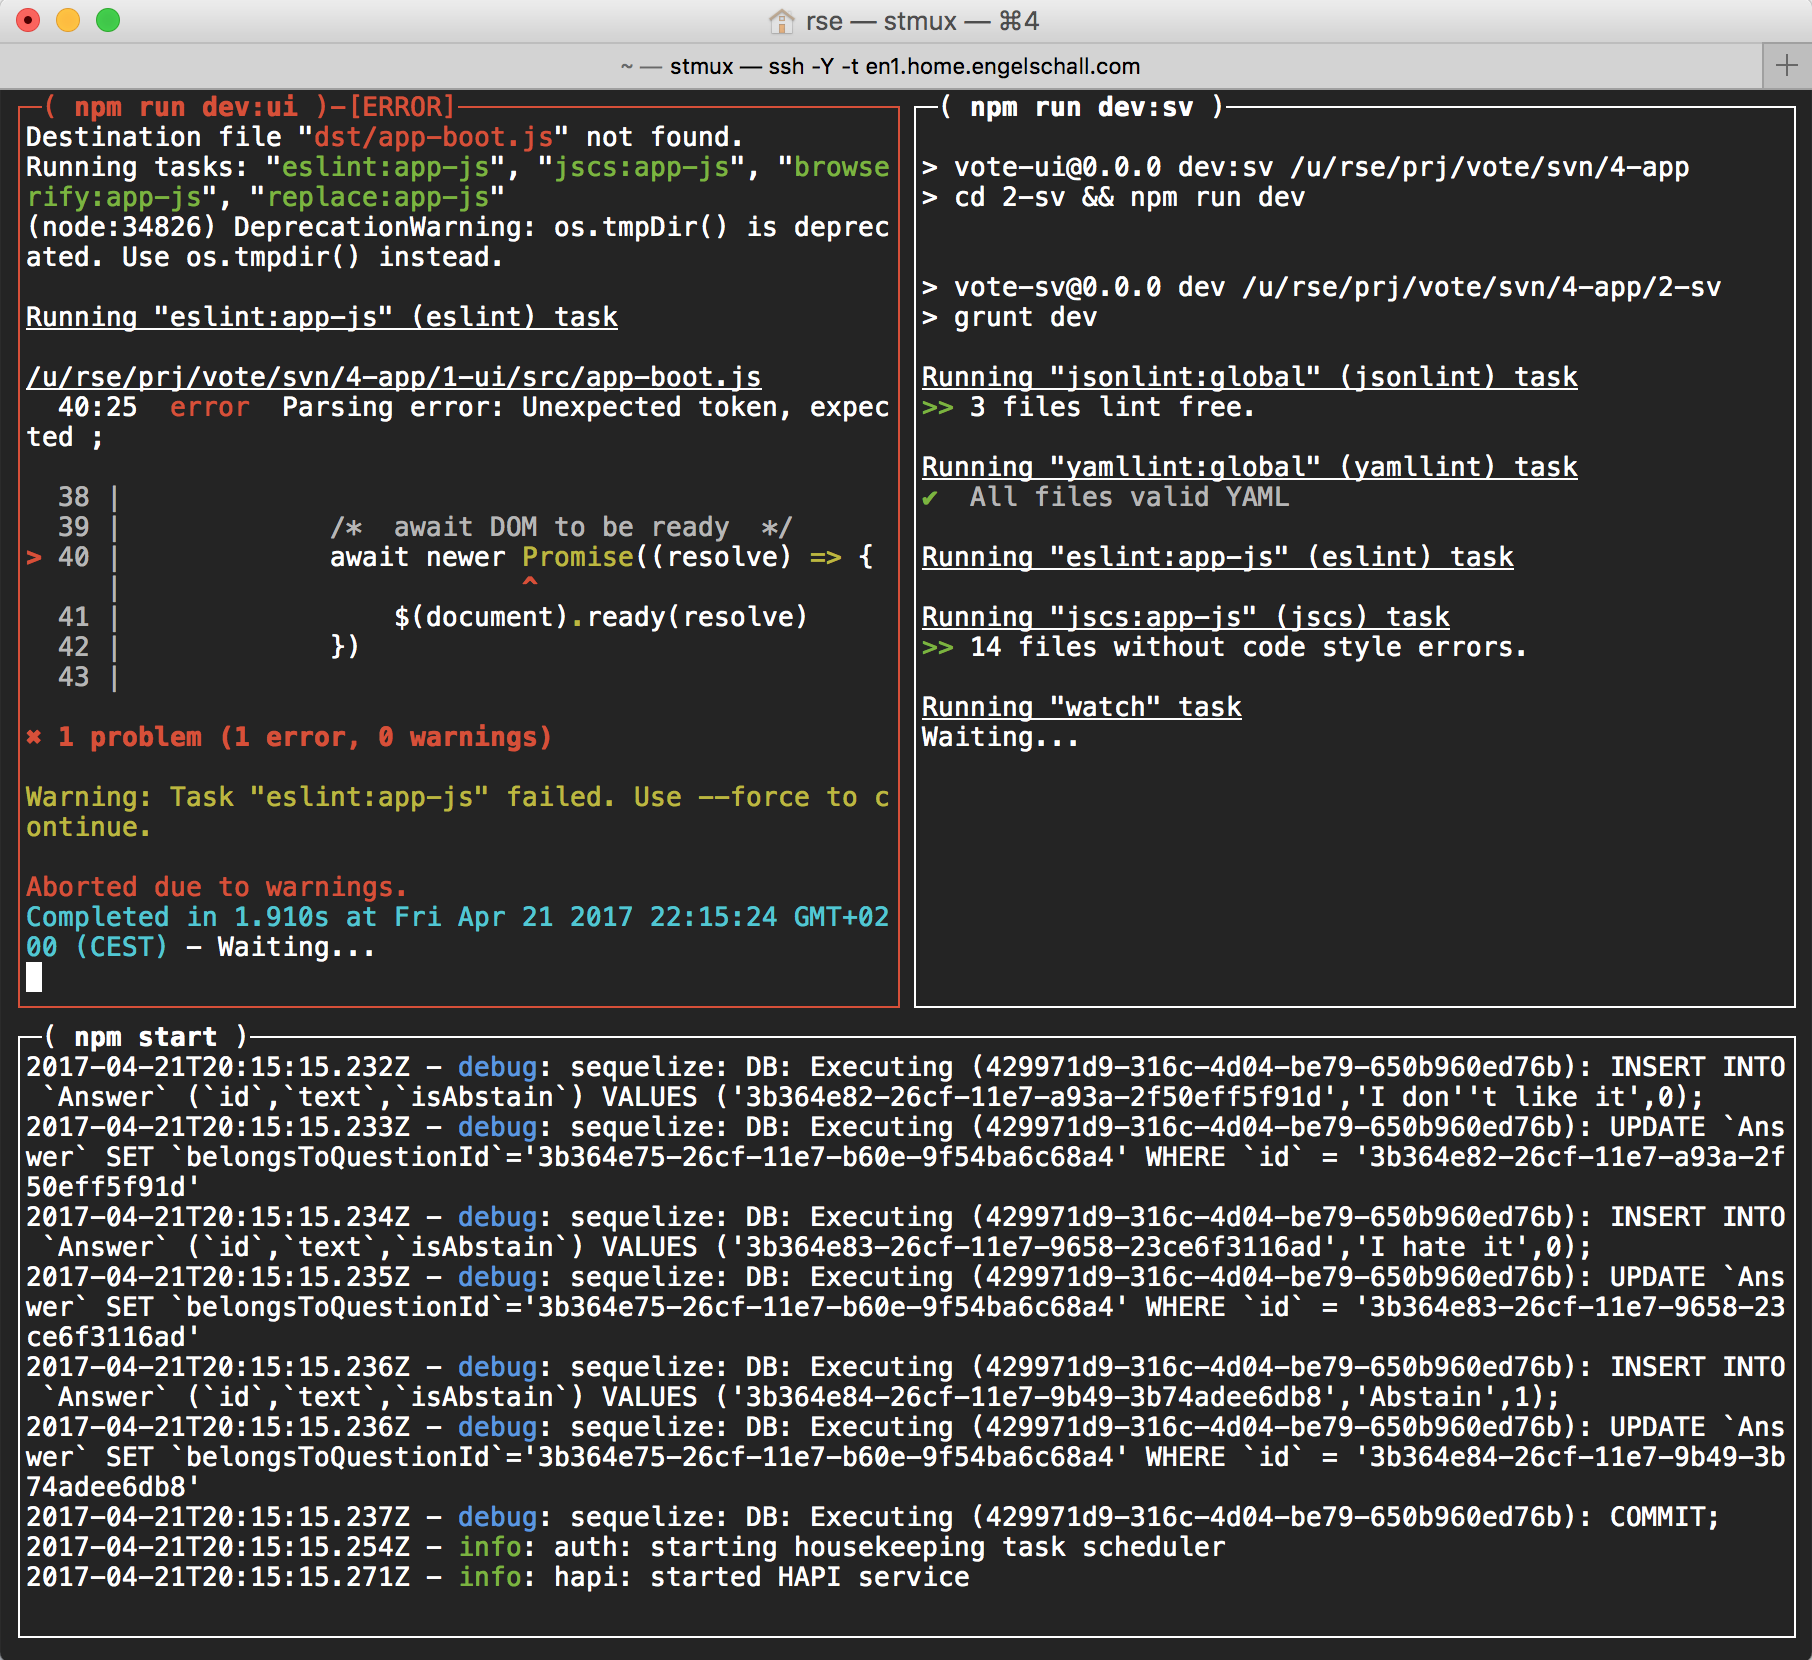 rse — stmux — ⌘4
~ — stmux — ssh -Y -t en1.home.engelschall.com
( npm run dev:ui )-[ERROR]
Destination file "dst/app-boot.js" not found.
Running tasks: "eslint:app-js", "jscs:app-js", "browse
rify:app-js", "replace:app-js"
(node:34826) DeprecationWarning: os.tmpDir() is deprec
ated. Use os.tmpdir() instead.
Running "eslint:app-js" (eslint) task
/u/rse/prj/vote/svn/4-app/1-ui/src/app-boot.js
  40:25  error  Parsing error: Unexpected token, expec
ted ;
  38 |
  39 |             /*  await DOM to be ready  */
> 40 |             await newer Promise((resolve) => {
     |                         ^
  41 |                 $(document).ready(resolve)
  42 |             })
  43 |
✖ 1 problem (1 error, 0 warnings)
Warning: Task "eslint:app-js" failed. Use --force to c
ontinue.
Aborted due to warnings.
Completed in 1.910s at Fri Apr 21 2017 22:15:24 GMT+02
00 (CEST) - Waiting...
( npm run dev:sv )
> vote-ui@0.0.0 dev:sv /u/rse/prj/vote/svn/4-app
> cd 2-sv && npm run dev
> vote-sv@0.0.0 dev /u/rse/prj/vote/svn/4-app/2-sv
> grunt dev
Running "jsonlint:global" (jsonlint) task
>> 3 files lint free.
Running "yamllint:global" (yamllint) task
✔  All files valid YAML
Running "eslint:app-js" (eslint) task
Running "jscs:app-js" (jscs) task
>> 14 files without code style errors.
Running "watch" task
Waiting...
( npm start )
2017-04-21T20:15:15.232Z - debug: sequelize: DB: Executing (429971d9-316c-4d04-be79-650b960ed76b): INSERT INTO
 `Answer` (`id`,`text`,`isAbstain`) VALUES ('3b364e82-26cf-11e7-a93a-2f50eff5f91d','I don''t like it',0);
2017-04-21T20:15:15.233Z - debug: sequelize: DB: Executing (429971d9-316c-4d04-be79-650b960ed76b): UPDATE `Ans
wer` SET `belongsToQuestionId`='3b364e75-26cf-11e7-b60e-9f54ba6c68a4' WHERE `id` = '3b364e82-26cf-11e7-a93a-2f
50eff5f91d'
2017-04-21T20:15:15.234Z - debug: sequelize: DB: Executing (429971d9-316c-4d04-be79-650b960ed76b): INSERT INTO
 `Answer` (`id`,`text`,`isAbstain`) VALUES ('3b364e83-26cf-11e7-9658-23ce6f3116ad','I hate it',0);
2017-04-21T20:15:15.235Z - debug: sequelize: DB: Executing (429971d9-316c-4d04-be79-650b960ed76b): UPDATE `Ans
wer` SET `belongsToQuestionId`='3b364e75-26cf-11e7-b60e-9f54ba6c68a4' WHERE `id` = '3b364e83-26cf-11e7-9658-23
ce6f3116ad'
2017-04-21T20:15:15.236Z - debug: sequelize: DB: Executing (429971d9-316c-4d04-be79-650b960ed76b): INSERT INTO
 `Answer` (`id`,`text`,`isAbstain`) VALUES ('3b364e84-26cf-11e7-9b49-3b74adee6db8','Abstain',1);
2017-04-21T20:15:15.236Z - debug: sequelize: DB: Executing (429971d9-316c-4d04-be79-650b960ed76b): UPDATE `Ans
wer` SET `belongsToQuestionId`='3b364e75-26cf-11e7-b60e-9f54ba6c68a4' WHERE `id` = '3b364e84-26cf-11e7-9b49-3b
74adee6db8'
2017-04-21T20:15:15.237Z - debug: sequelize: DB: Executing (429971d9-316c-4d04-be79-650b960ed76b): COMMIT;
2017-04-21T20:15:15.254Z - info: auth: starting housekeeping task scheduler
2017-04-21T20:15:15.271Z - info: hapi: started HAPI service